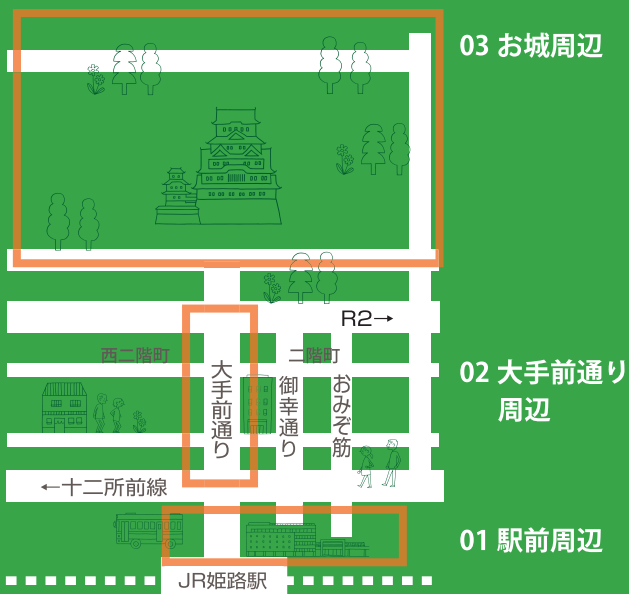 03 お城周辺
R2→
西二階町
二階町
大手前通り
御幸通り
おみぞ筋
02 大手前通り
周辺
←十二所前線
01 駅前周辺
JR姫路駅